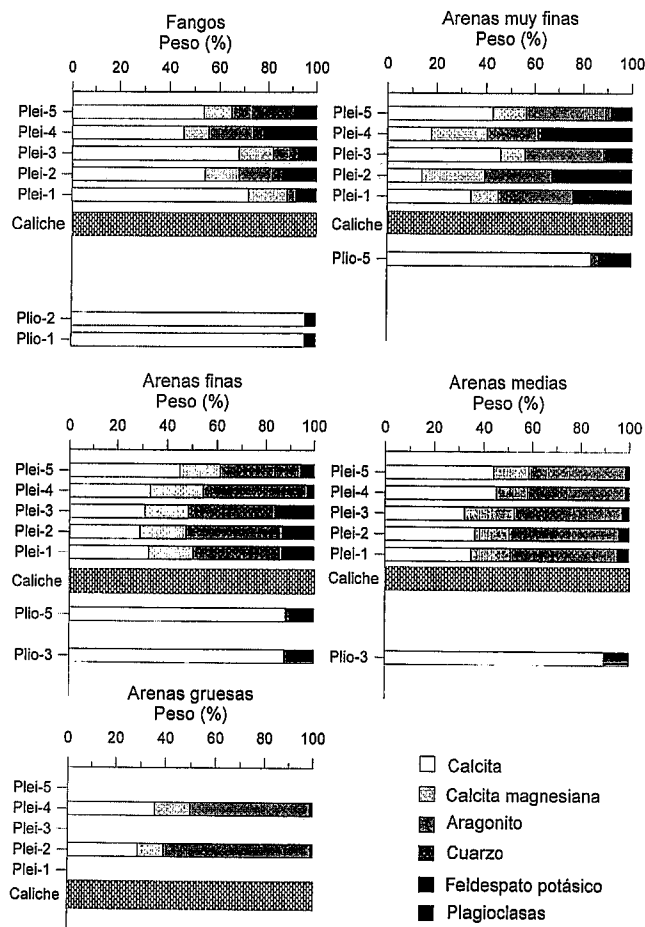 Fangos
Peso (%)
0 20 40 60 80 100
Plei-5
Plei-4
Plei-3
Plei-2
Plei-1
Caliche
Plio-2
Plio-1
Arenas muy finas
Peso (%)
0 20 40 60 80 100
Plei-5
Plei-4
Plei-3
Plei-2
Plei-1
Caliche
Plio-5
Arenas finas
Peso (%)
0 20 40 60 80 100
Plei-5
Plei-4
Plei-3
Plei-2
Plei-1
Caliche
Plio-5
Plio-3
Arenas medias
Peso (%)
0 20 40 60 80 100
Plei-5
Plei-4
Plei-3
Plei-2
Plei-1
Caliche
Plio-3
Arenas gruesas
Peso (%)
0 20 40 60 80 100
Plei-5
Plei-4
Plei-3
Plei-2
Plei-1
Caliche
Calcita
Calcita magnesiana
Aragonito
Cuarzo
Feldespato potásico
Plagioclasas